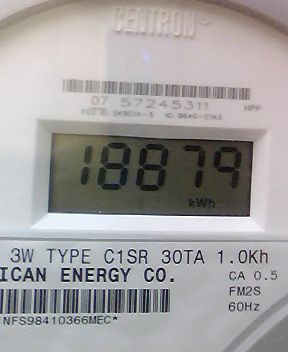 CENTRON
07 57245311 HPP
18879
kWh
3W TYPE C1SR 30TA 1.0Kh
ICAN ENERGY CO. CA 0.5
FM2S
60Hz
NFS98410366MEC*